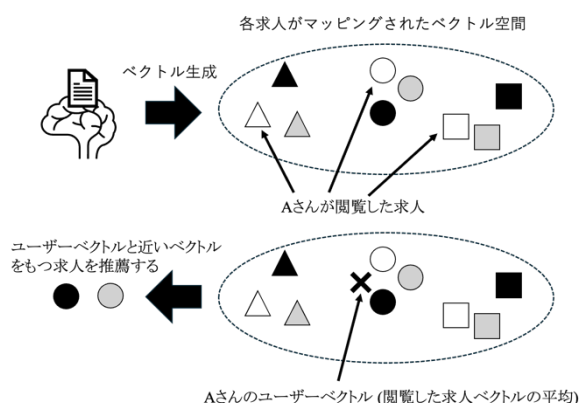 各求人がマッピングされたベクトル空間
ベクトル生成
Aさんが閲覧した求人
ユーザーベクトルと近いベクトル
をもつ求人を推薦する
Aさんのユーザーベクトル (閲覧した求人ベクトルの平均)